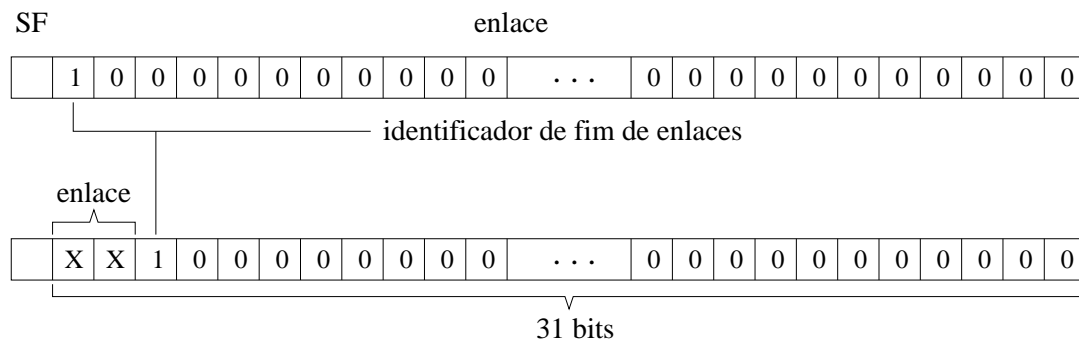 SF enlace
1 0 0 0 0 0 0 0 0 0 0 ... 0 0 0 0 0 0 0 0 0 0 0
identificador de fim de enlaces
enlace
X X 1 0 0 0 0 0 0 0 0 ... 0 0 0 0 0 0 0 0 0 0 0
31 bits